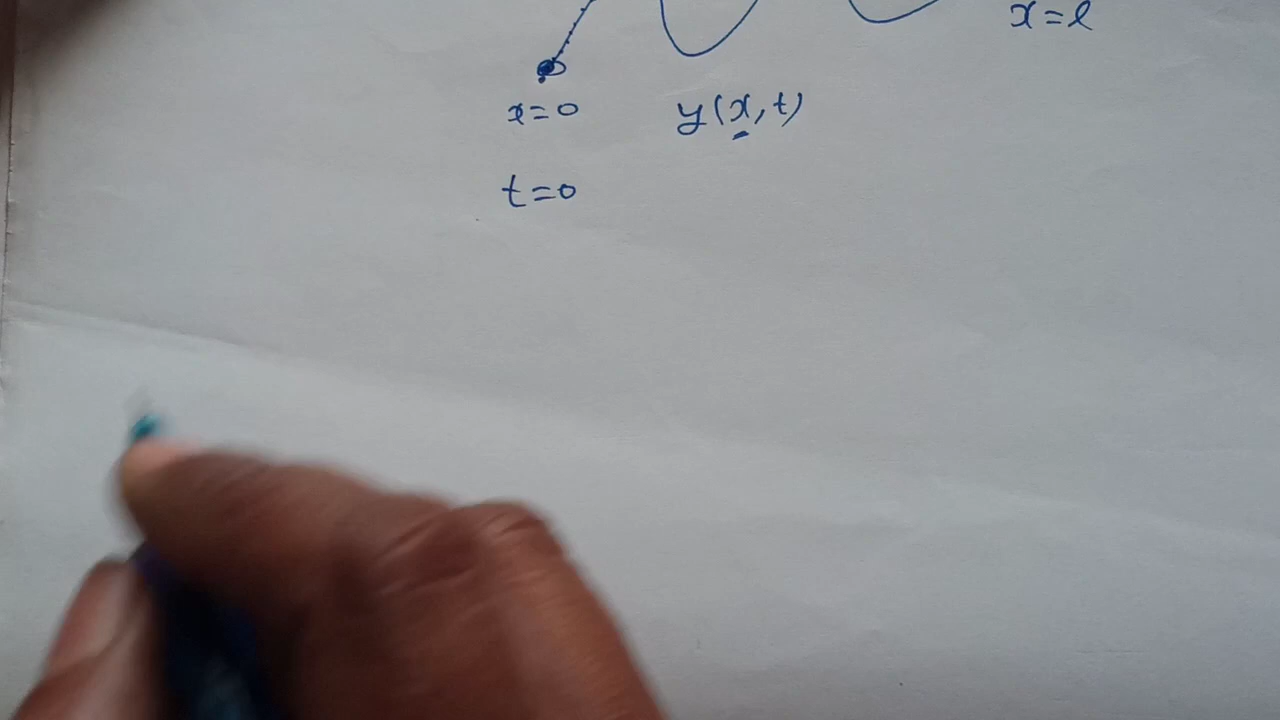 x=l
x=0 y(x,t)
t=0